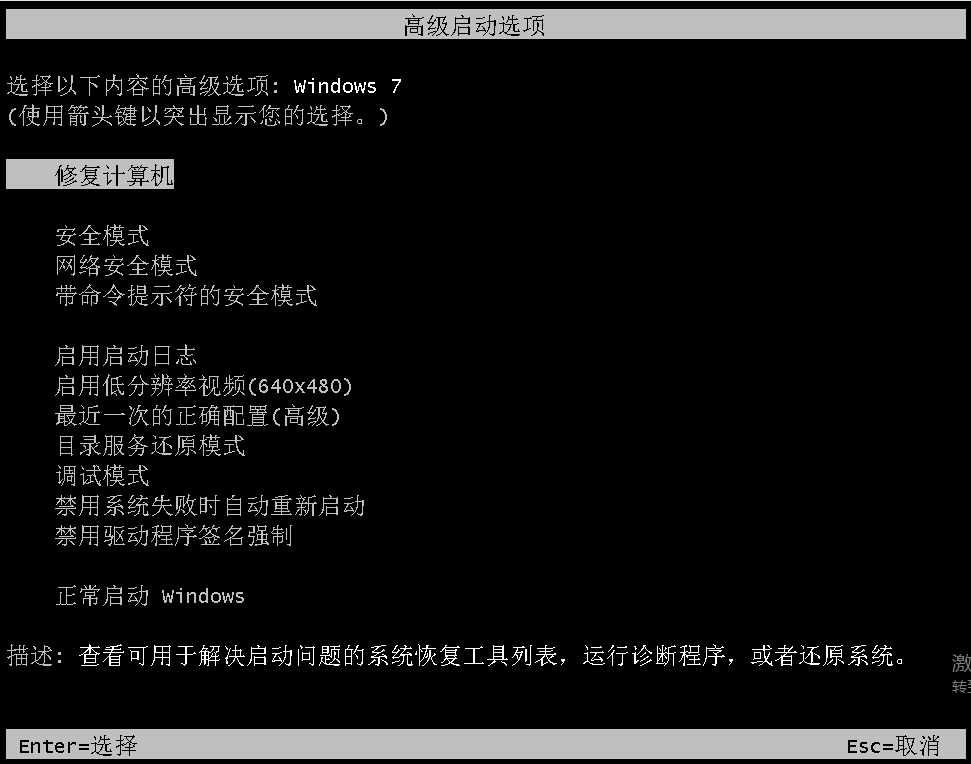 高级启动选项
选择以下内容的高级选项: Windows 7
(使用箭头键以突出显示您的选择。)
修复计算机
安全模式
网络安全模式
带命令提示符的安全模式
启用启动日志
启用低分辨率视频(640x480)
最近一次的正确配置(高级)
目录服务还原模式
调试模式
禁用系统失败时自动重新启动
禁用驱动程序签名强制
正常启动 Windows
描述: 查看可用于解决启动问题的系统恢复工具列表，运行诊断程序，或者还原系统。
激
转到
Enter=选择 Esc=取消